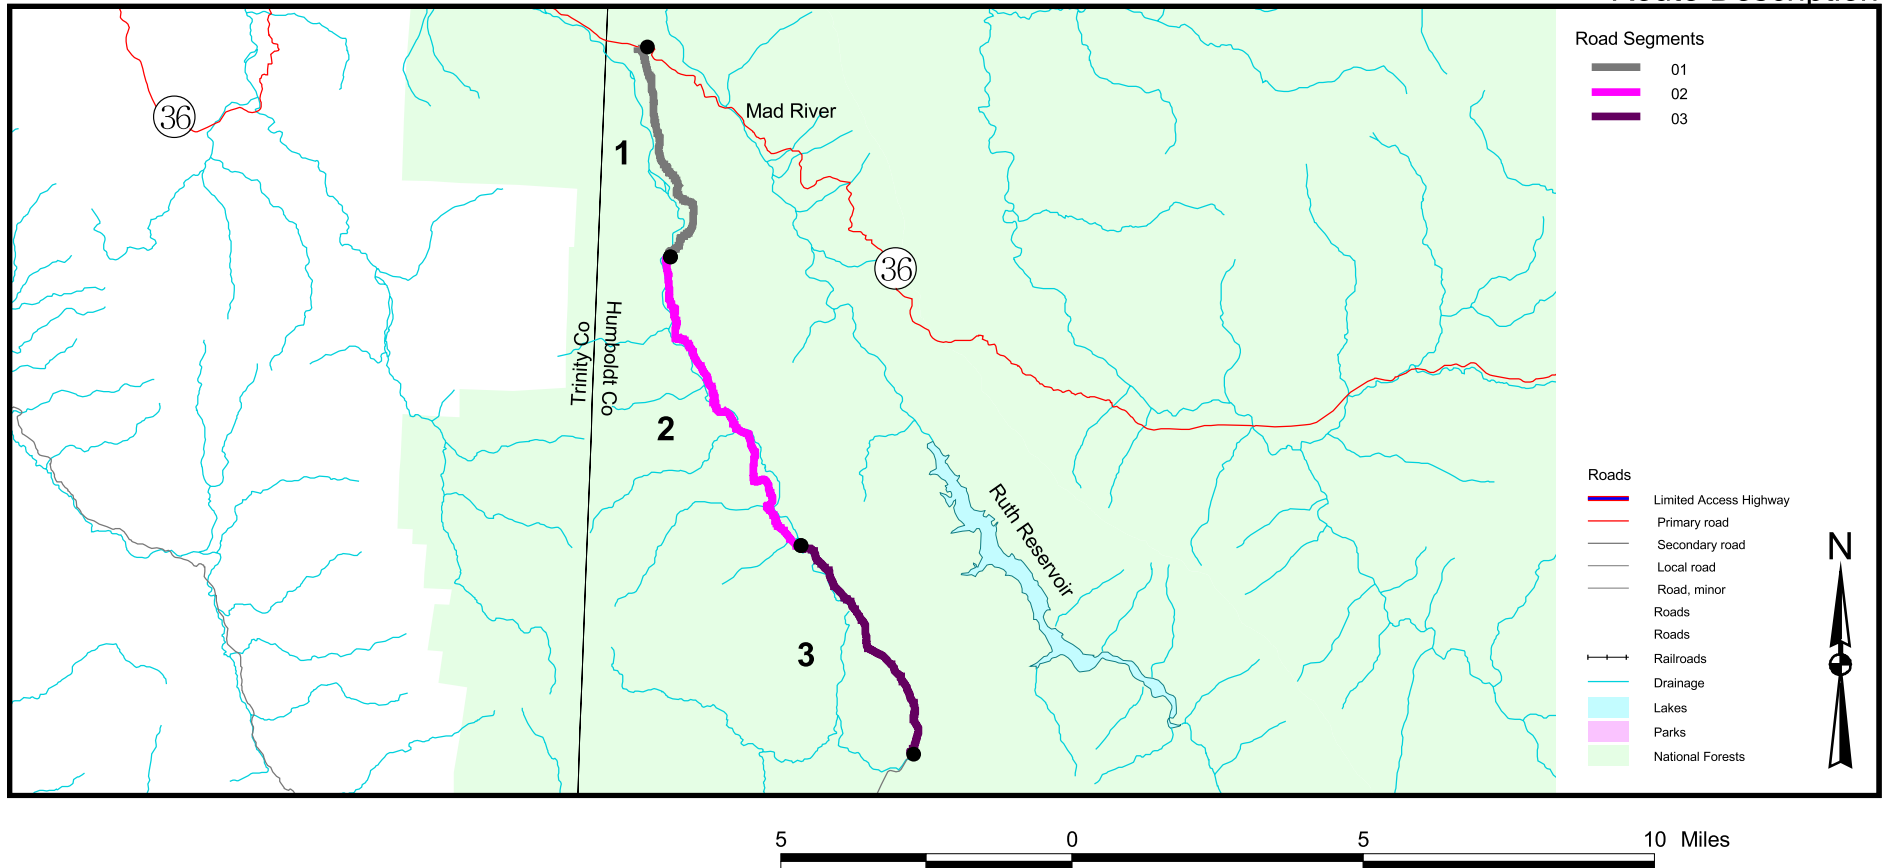 Route Description
Road Segments
01
02
03
36
Mad River
1
36
Trinity Co
Humboldt Co
2
Ruth Reservoir
3
Roads
Limited Access Highway
Primary road
Secondary road
Local road
Road, minor
Roads
Roads
Railroads
Drainage
Lakes
Parks
National Forests
N
5 0 5 10 Miles